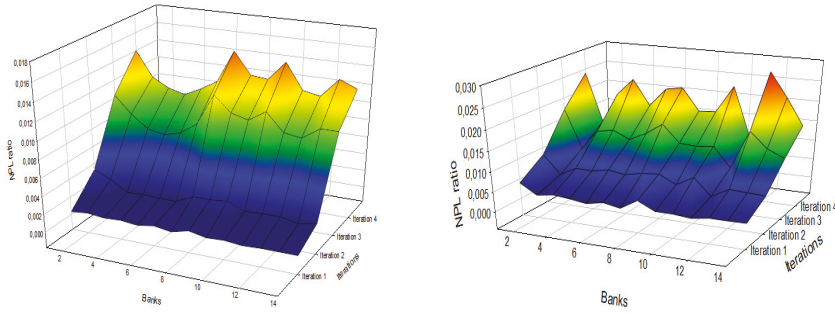 0,018
0,016
0,014
0,012
0,010
0,008
0,006
0,004
0,002
0,000
NPL ratio
2
4
6
8
10
12
14
Banks
Iteration 1
Iteration 2
Iteration 3
Iteration 4
Iterations
0,030
0,025
0,020
0,015
0,010
0,005
0,000
NPL ratio
2
4
6
8
10
12
14
Banks
Iteration 1
Iteration 2
Iteration 3
Iteration 4
Iterations